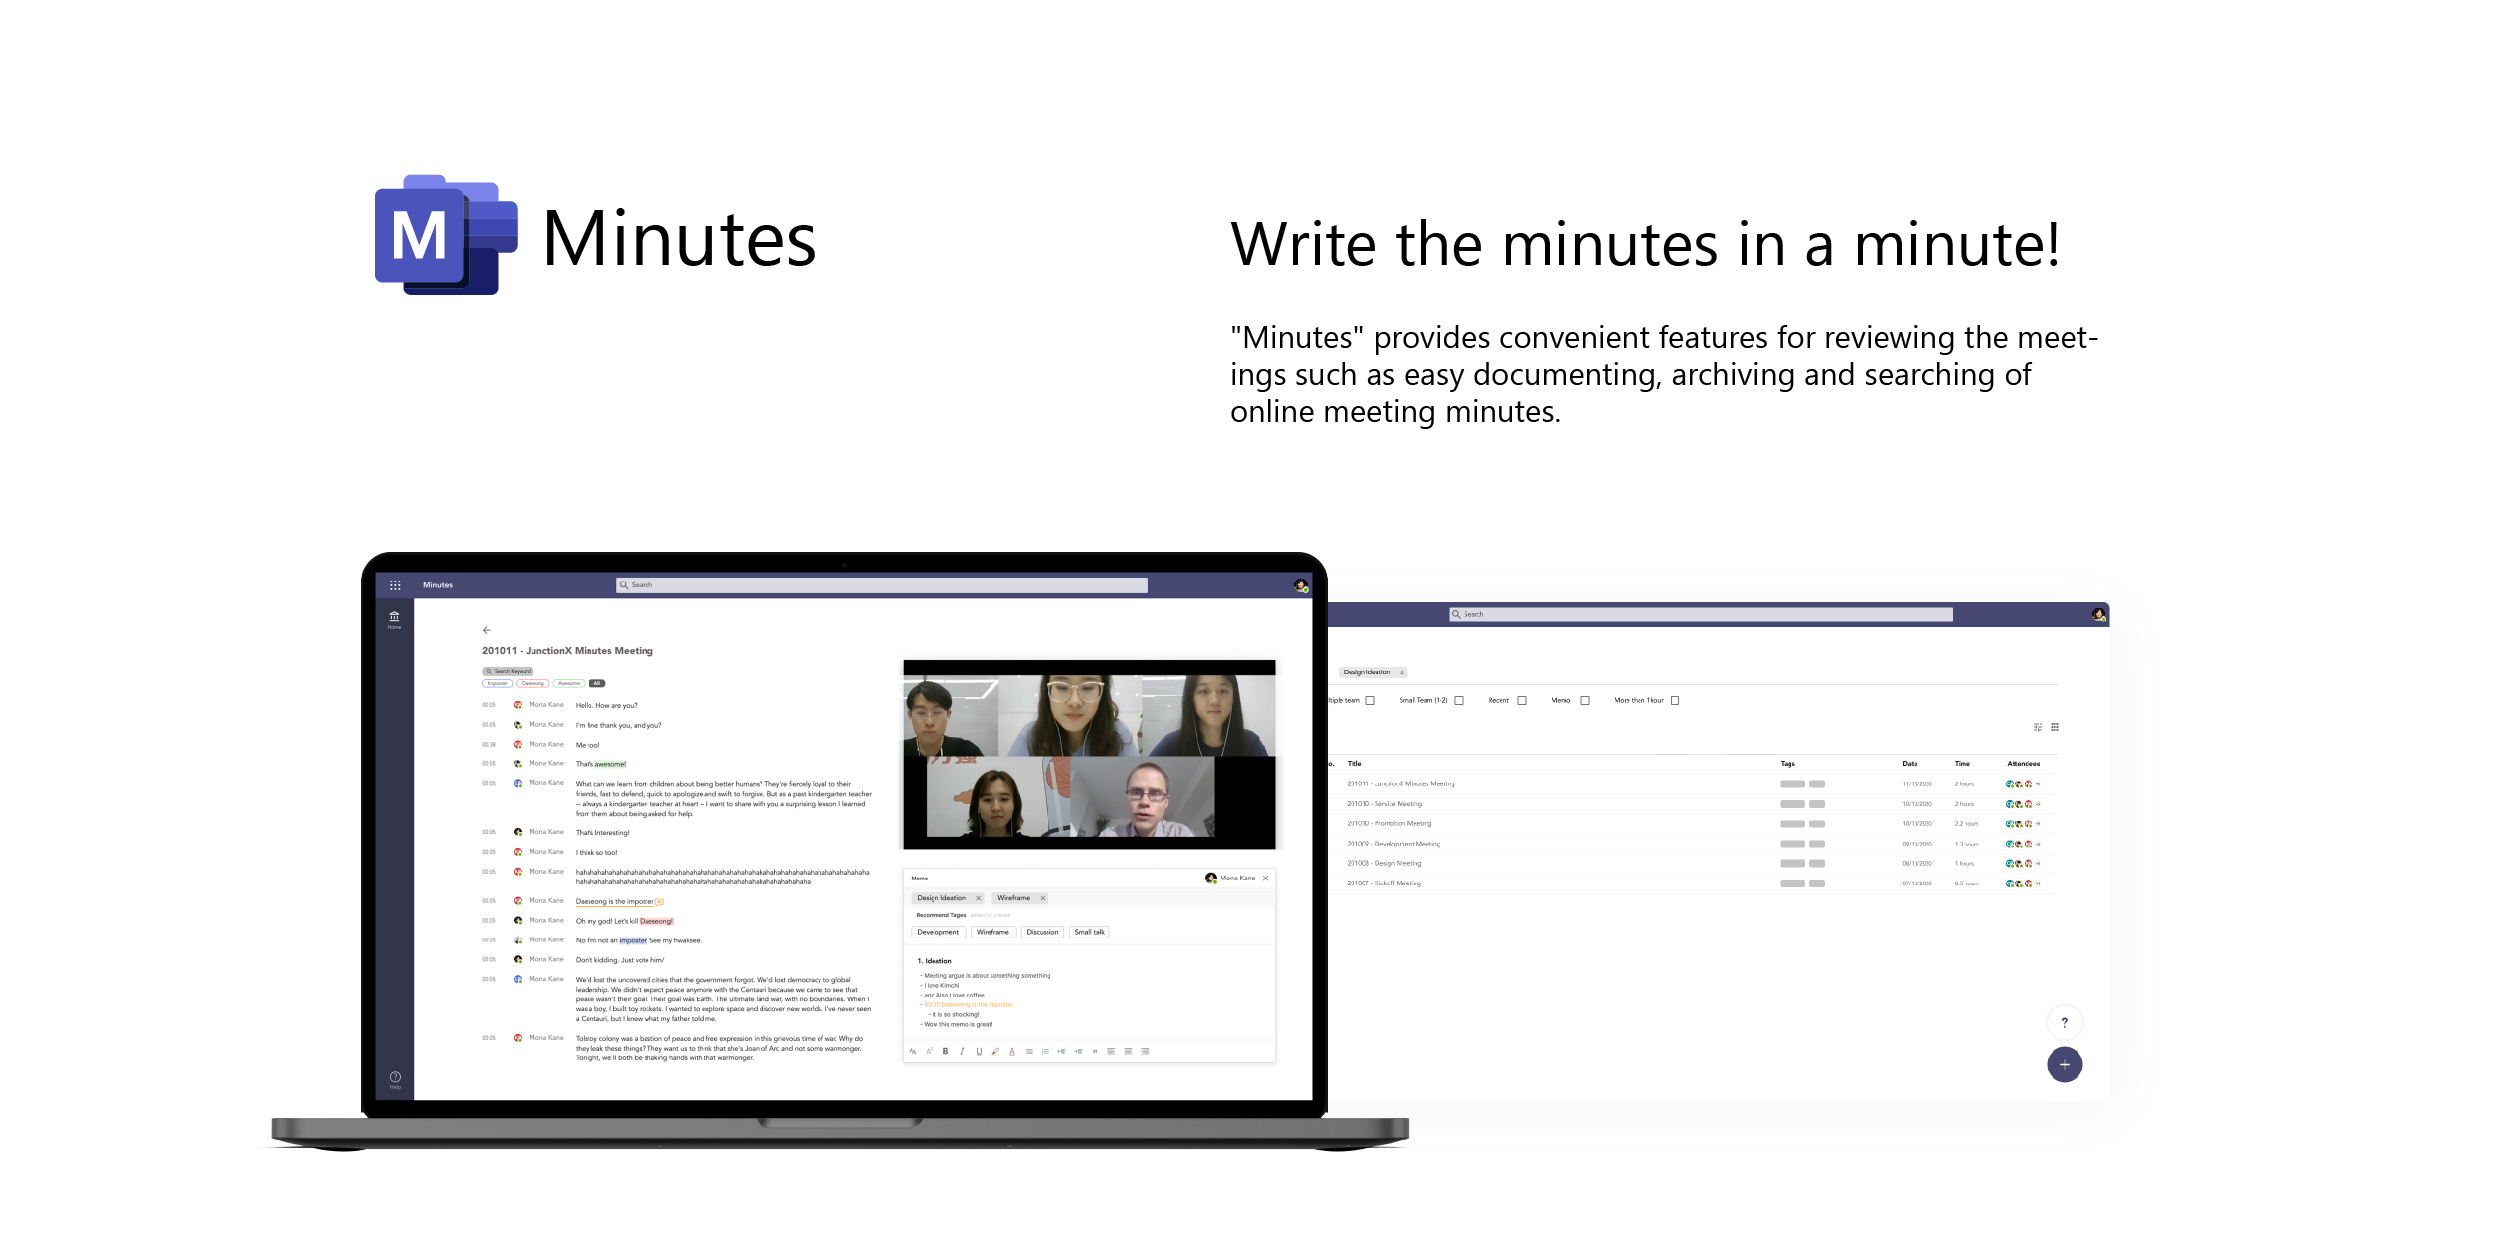 M
Minutes
Write the minutes in a minute!
"Minutes" provides convenient features for reviewing the meet-
ings such as easy documenting, archiving and searching of
online meeting minutes.
Minutes
Search
Home
201011 - JunctionX Minutes Meeting
Search Keyword
Imposter Daeseong Awesome All
00:05 Mona Kane Hello. How are you?
00:05 Mona Kane I'm fine thank you, and you?
00:38 Mona Kane Me too!
00:05 Mona Kane That's awesome!
00:05 Mona Kane What can we learn from children about being better humans? They're fiercely loyal to their
friends, fast to defend, quick to apologize and swift to forgive. But as a past kindergarten teacher
-- always a kindergarten teacher at heart -- I want to share with you a surprising lesson I learned
from them about being asked for help.
00:05 Mona Kane That's Interesting!
00:05 Mona Kane I think so too!
00:05 Mona Kane
00:05 Mona Kane Daeseong is the imposter
00:05 Mona Kane Oh my god! Let's kill Daeseong!
00:05 Mona Kane No I'm not an imposter See my hwaksee.
00:05 Mona Kane Don't kidding. Just vote him/
00:05 Mona Kane We'd lost the uncovered cities that the government forgot. We'd lost democracy to global
leadership. We didn't expect peace anymore with the Centauri because we came to see that
peace wasn't their goal. Their goal was Earth. The ultimate land war, with no boundaries. When I
was a boy, I built toy rockets. I wanted to explore space and discover new worlds. I've never seen
a Centauri, but I knew what my father told me.
00:05 Mona Kane Tolstoy colony was a bastion of peace and free expression in this grievous time of war. Why do
they leak these things? They want us to think that she's Joan of Arc and not some warmonger.
Tonight, we'll both be shaking hands with that warmonger.
Help
Memo
Mona Kane
Design Ideation Wireframe
Recommend Tages select or create
Development Wireframe Discussion Small talk
1. Ideation
- Meeting argue is about something something
- I lore Kimchi
- and Also I love coffee
- 00:35 Daeseong is the imposter
- It is so shocking!
- Wow this memo is great!
A A² B I U A
Search
Design Ideation x
ltiple team Small Team (1-2) Recent Memo More than 1hour
o. Title Tags Date Time Attendees
201011 - JunctionX Minutes Meeting 11/10/2020 2 hours
201010 - Service Meeting 10/10/2020 2 hours
201010 - Promotion Meeting 10/10/2020 2.2 hours
201009 - Development Meeting 09/10/2020 1.3 hours
201008 - Design Meeting 08/10/2020 1 hours
201007 - Kickoff Meeting 07/10/2020 0.5 hours
?
+